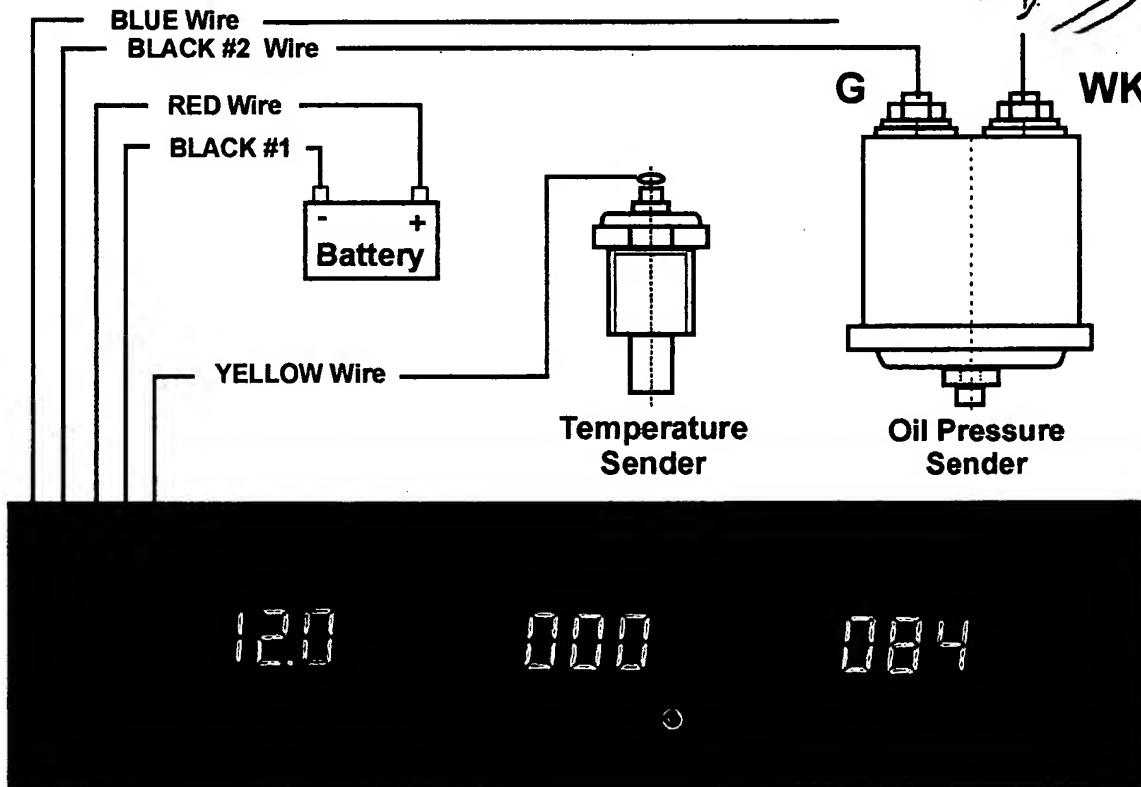 BLUE Wire
BLACK #2 Wire
G
WK
RED Wire
BLACK #1
- +
Battery
YELLOW Wire
Temperature
Sender
Oil Pressure
Sender
12.0 000 084